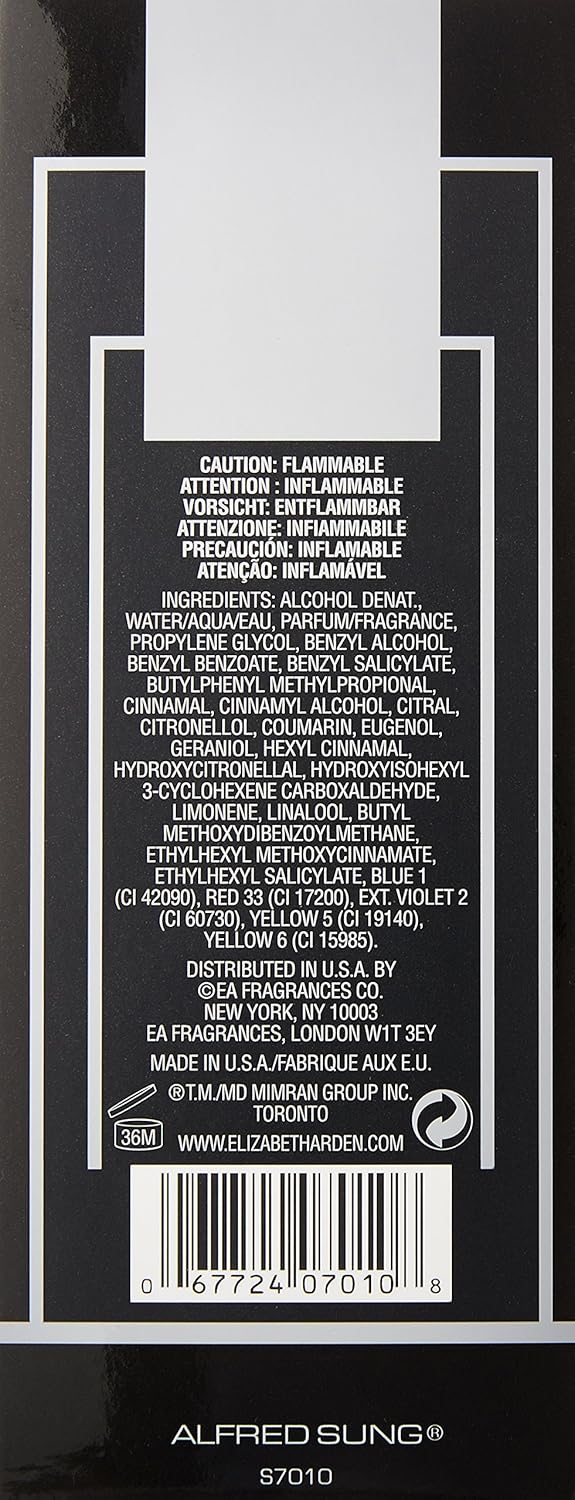 CAUTION: FLAMMABLE
ATTENTION : INFLAMMABLE
VORSICHT: ENTFLAMMBAR
ATTENZIONE: INFIAMMABILE
PRECAUCIÓN: INFLAMABLE
ATENÇÃO: INFLAMÁVEL
INGREDIENTS: ALCOHOL DENAT.,
WATER/AQUA/EAU, PARFUM/FRAGRANCE,
PROPYLENE GLYCOL, BENZYL ALCOHOL,
BENZYL BENZOATE, BENZYL SALICYLATE,
BUTYLPHENYL METHYLPROPIONAL,
CINNAMAL, CINNAMYL ALCOHOL, CITRAL,
CITRONELLOL, COUMARIN, EUGENOL,
GERANIOL, HEXYL CINNAMAL,
HYDROXYCITRONELLAL, HYDROXYISOHEXYL
3-CYCLOHEXENE CARBOXALDEHYDE,
LIMONENE, LINALOOL, BUTYL
METHOXYDIBENZOYLMETHANE,
ETHYLHEXYL METHOXYCINNAMATE,
ETHYLHEXYL SALICYLATE, BLUE 1
(CI 42090), RED 33 (CI 17200), EXT. VIOLET 2
(CI 60730), YELLOW 5 (CI 19140),
YELLOW 6 (CI 15985).
DISTRIBUTED IN U.S.A. BY
©EA FRAGRANCES CO.
NEW YORK, NY 10003
EA FRAGRANCES, LONDON W1T 3EY
MADE IN U.S.A./FABRIQUE AUX E.U.
®T.M./MD MIMRAN GROUP INC.
TORONTO
36M WWW.ELIZABETHARDEN.COM
0 67724 07010 8
ALFRED SUNG®
S7010